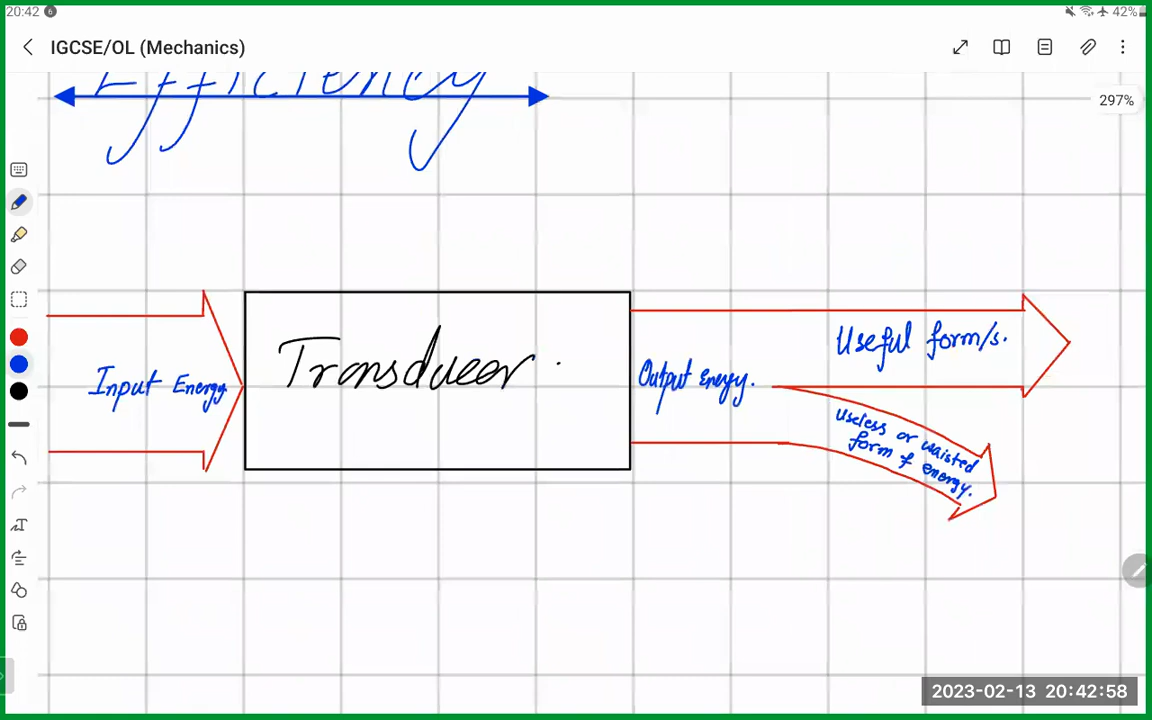 20:42 6
42%
IGCSE/OL (Mechanics)
Efficiency
297%
Useful form/s.
Transducer.
Input Energy
Output Energy.
Useless or waisted
form of energy.
2023-02-13 20:42:58